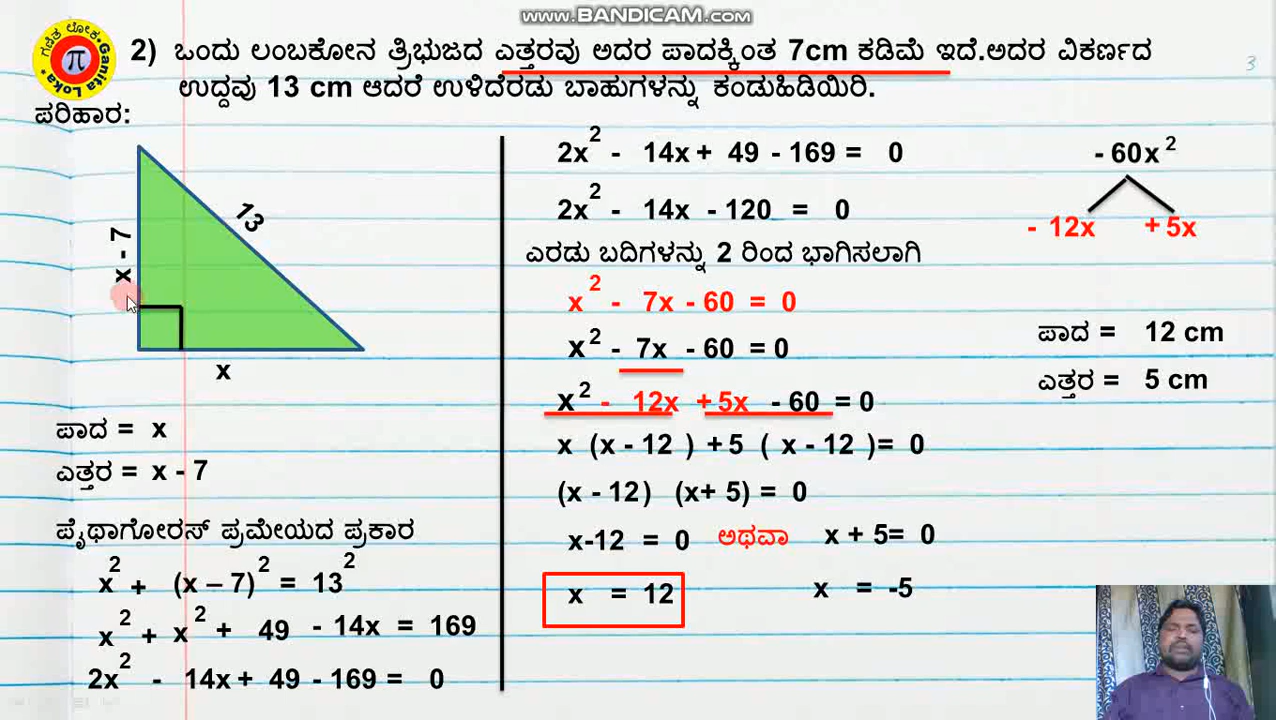 www.BANDICAM.com
ಗಣಿತ ಲೋಕ Ganita Loka
π
2) ಒಂದು ಲಂಬಕೋನ ತ್ರಿಭುಜದ ಎತ್ತರವು ಅದರ ಪಾದಕ್ಕಿಂತ 7cm ಕಡಿಮೆ ಇದೆ.ಅದರ ವಿಕರ್ಣದ
ಉದ್ದವು 13 cm ಆದರೆ ಉಳಿದೆರಡು ಬಾಹುಗಳನ್ನು ಕಂಡುಹಿಡಿಯಿರಿ.
3
ಪರಿಹಾರ:
13
x - 7
x
ಪಾದ = x
ಎತ್ತರ = x - 7
ಪೈಥಾಗೋರಸ್ ಪ್ರಮೇಯದ ಪ್ರಕಾರ
x² + (x – 7)² = 13²
x² + x² + 49 - 14x = 169
2x² - 14x + 49 - 169 = 0
2x² - 14x + 49 - 169 = 0
2x² - 14x - 120 = 0
ಎರಡು ಬದಿಗಳನ್ನು 2 ರಿಂದ ಭಾಗಿಸಲಾಗಿ
x² - 7x - 60 = 0
x² - 7x - 60 = 0
x² - 12x + 5x - 60 = 0
x (x - 12 ) + 5 ( x - 12 )= 0
(x - 12) (x+ 5) = 0
x-12 = 0 ಅಥವಾ x + 5= 0
x = 12 x = -5
- 60x²
- 12x + 5x
ಪಾದ = 12 cm
ಎತ್ತರ = 5 cm